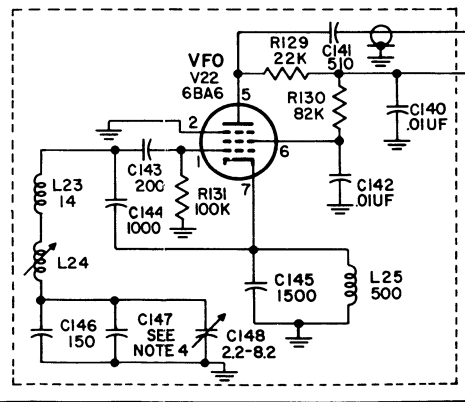 VFO
V22
6BA6
R129
22K
C141
510
5
R130
82K
C140
.01UF
2
1
6
7
C143
200
R131
100K
C142
.01UF
L23
14
C144
1000
L24
C145
1500
L25
500
C146
150
C147
SEE
NOTE 4
C148
2.2-8.2